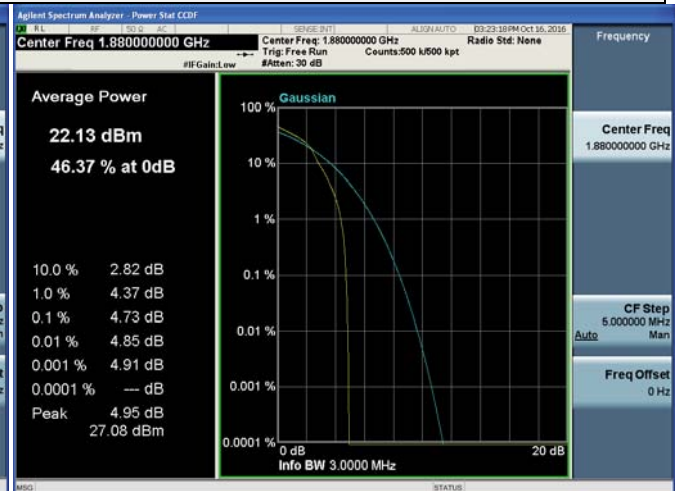 Agilent Spectrum Analyzer - Power Stat CCDF
RL RF 50 Ω AC SENSE:INT ALIGN AUTO 03:23:18 PM Oct 16, 2016
Center Freq 1.880000000 GHz
Center Freq: 1.880000000 GHz Radio Std: None
Trig: Free Run Counts:500 k/500 kpt
#IFGain:Low #Atten: 30 dB
Frequency
Average Power
22.13 dBm
46.37 % at 0dB
10.0 % 2.82 dB
1.0 % 4.37 dB
0.1 % 4.73 dB
0.01 % 4.85 dB
0.001 % 4.91 dB
0.0001 % --- dB
Peak 4.95 dB
27.08 dBm
Gaussian
100 %
10 %
1 %
0.1 %
0.01 %
0.001 %
0.0001 %
0 dB 20 dB
Info BW 3.0000 MHz
Center Freq
1.880000000 GHz
CF Step
5.000000 MHz
Auto Man
Freq Offset
0 Hz
MSG STATUS